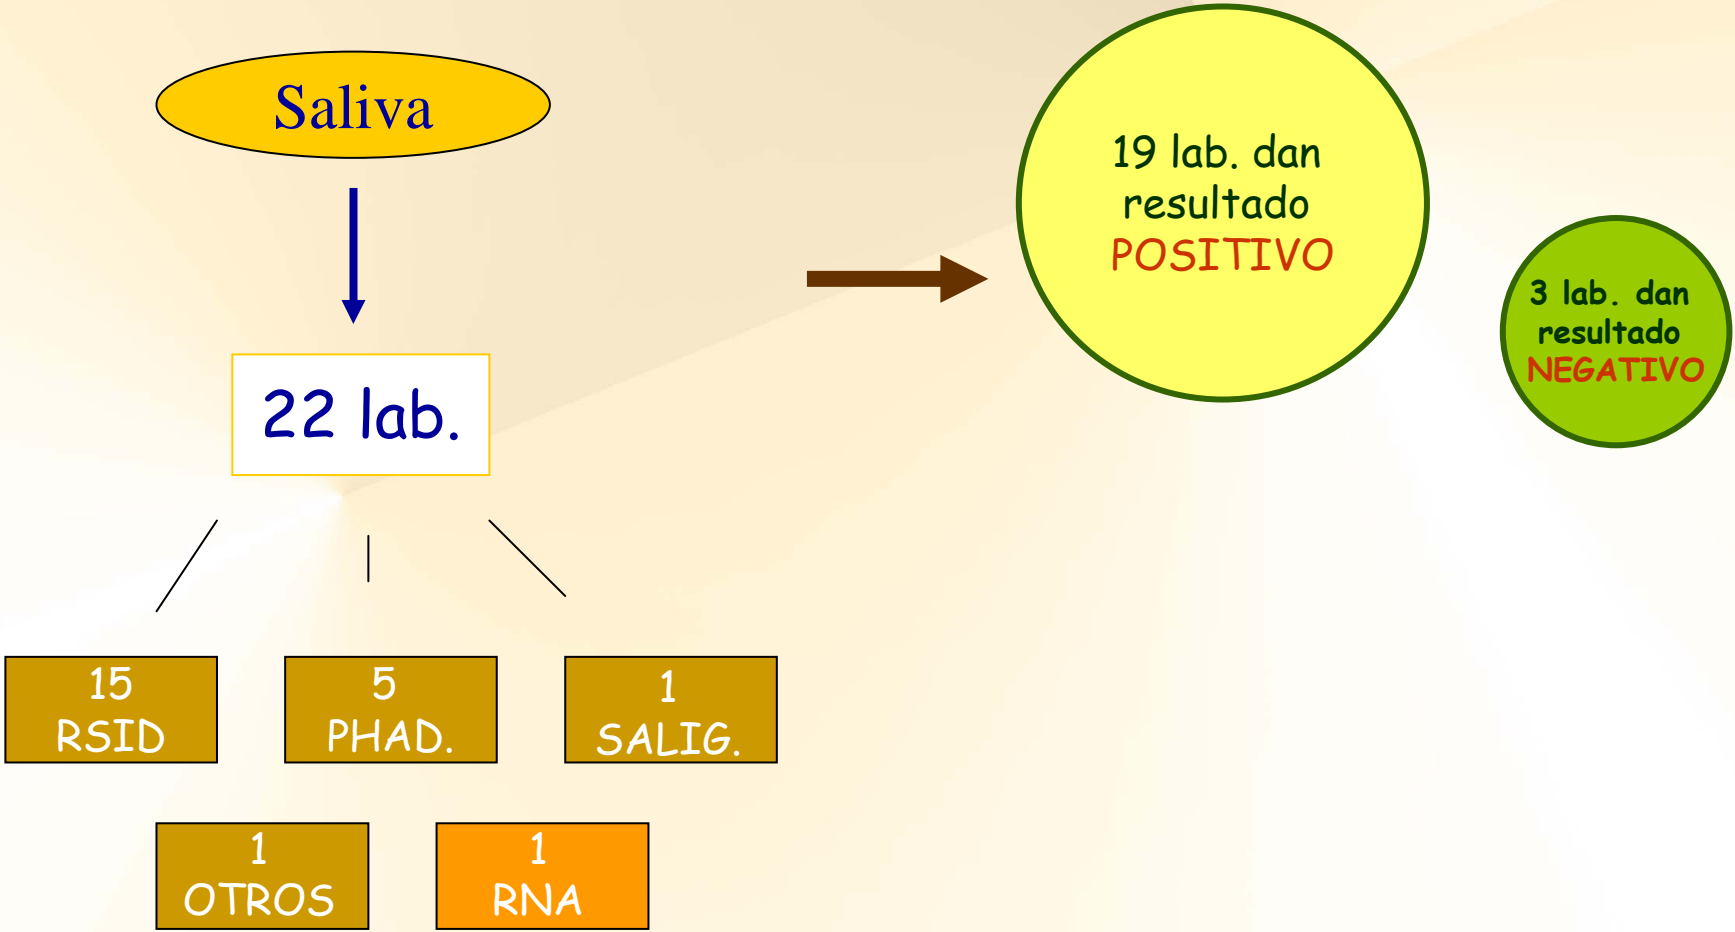 Saliva
22 lab.
15
RSID
5
PHAD.
1
SALIG.
1
OTROS
1
RNA
19 lab. dan
resultado
POSITIVO
3 lab. dan
resultado
NEGATIVO